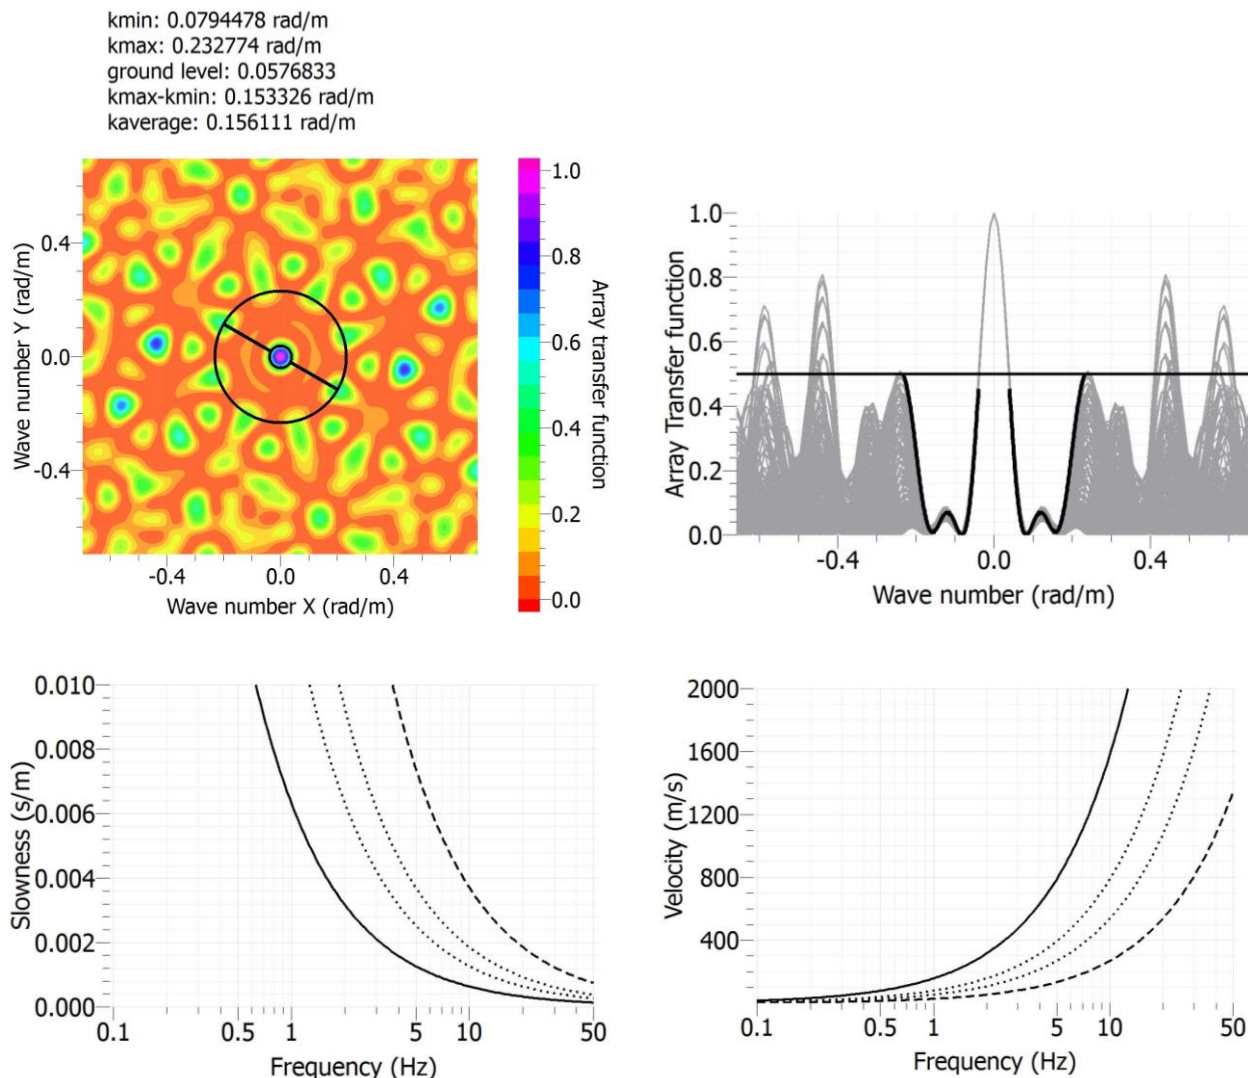 kmin: 0.0794478 rad/m
kmax: 0.232774 rad/m
ground level: 0.0576833
kmax-kmin: 0.153326 rad/m
kaverage: 0.156111 rad/m
Wave number Y (rad/m)
0.4
0.0
-0.4
-0.4 0.0 0.4
Wave number X (rad/m)
1.0
0.8
0.6
0.4
0.2
0.0
Array transfer function
Array Transfer function
1.0
0.8
0.6
0.4
0.2
0.0
-0.4 0.0 0.4
Wave number (rad/m)
Slowness (s/m)
0.010
0.008
0.006
0.004
0.002
0.000
0.1 0.5 1 5 10 50
Frequency (Hz)
Velocity (m/s)
2000
1600
1200
800
400
0.1 0.5 1 5 10 50
Frequency (Hz)